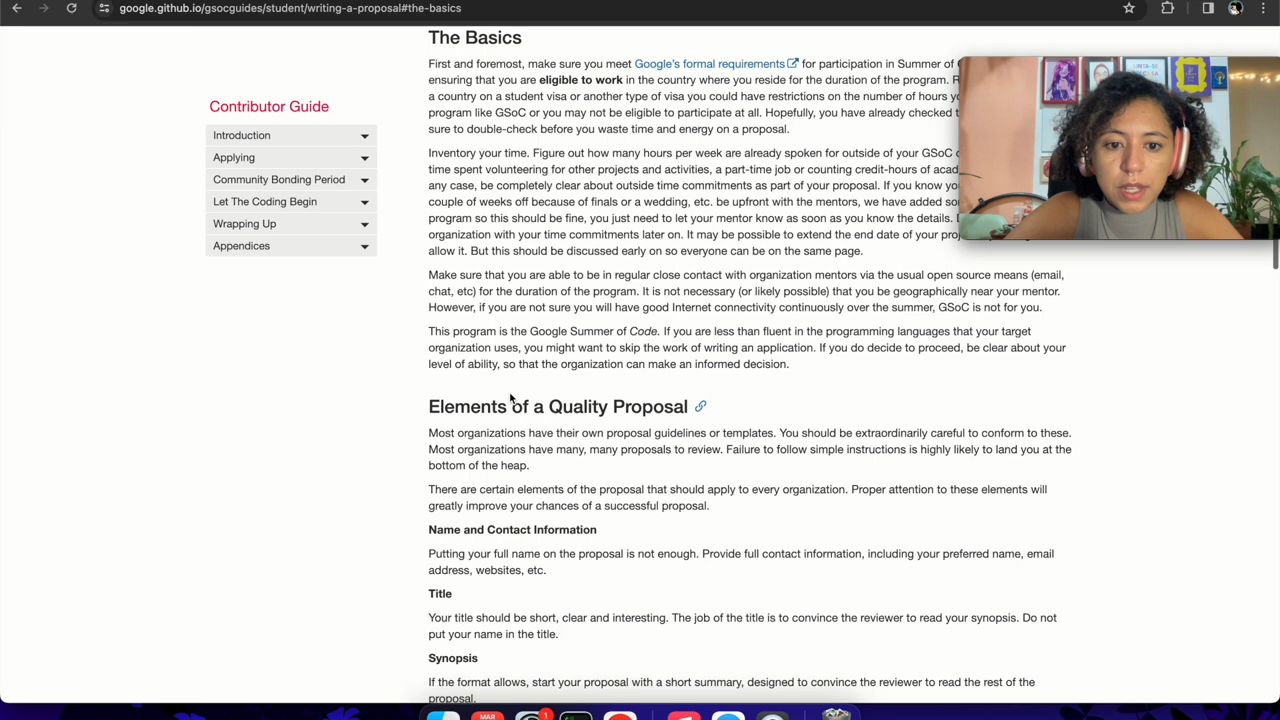 google.github.io/gsocguides/student/writing-a-proposal#the-basics
Contributor Guide
Introduction
Applying
Community Bonding Period
Let The Coding Begin
Wrapping Up
Appendices
The Basics
First and foremost, make sure you meet Google's formal requirements for participation in Summer of
ensuring that you are eligible to work in the country where you reside for the duration of the program.
a country on a student visa or another type of visa you could have restrictions on the number of hours
program like GSoC or you may not be eligible to participate at all. Hopefully, you have already checked
sure to double-check before you waste time and energy on a proposal.
Inventory your time. Figure out how many hours per week are already spoken for outside of your GSoC
time spent volunteering for other projects and activities, a part-time job or counting credit-hours of
any case, be completely clear about outside time commitments as part of your proposal. If you know
couple of weeks off because of finals or a wedding, etc. be upfront with the mentors, we have added
program so this should be fine, you just need to let your mentor know as soon as you know the details.
organization with your time commitments later on. It may be possible to extend the end date of your
allow it. But this should be discussed early on so everyone can be on the same page.
Make sure that you are able to be in regular close contact with organization mentors via the usual open source means (email,
chat, etc) for the duration of the program. It is not necessary (or likely possible) that you be geographically near your mentor.
However, if you are not sure you will have good Internet connectivity continuously over the summer, GSoC is not for you.
This program is the Google Summer of Code. If you are less than fluent in the programming languages that your target
organization uses, you might want to skip the work of writing an application. If you do decide to proceed, be clear about your
level of ability, so that the organization can make an informed decision.
Elements of a Quality Proposal
Most organizations have their own proposal guidelines or templates. You should be extraordinarily careful to conform to these.
Most organizations have many, many proposals to review. Failure to follow simple instructions is highly likely to land you at the
bottom of the heap.
There are certain elements of the proposal that should apply to every organization. Proper attention to these elements will
greatly improve your chances of a successful proposal.
Name and Contact Information
Putting your full name on the proposal is not enough. Provide full contact information, including your preferred name, email
address, websites, etc.
Title
Your title should be short, clear and interesting. The job of the title is to convince the reviewer to read your synopsis. Do not
put your name in the title.
Synopsis
If the format allows, start your proposal with a short summary, designed to convince the reviewer to read the rest of the
proposal.
MAR
1